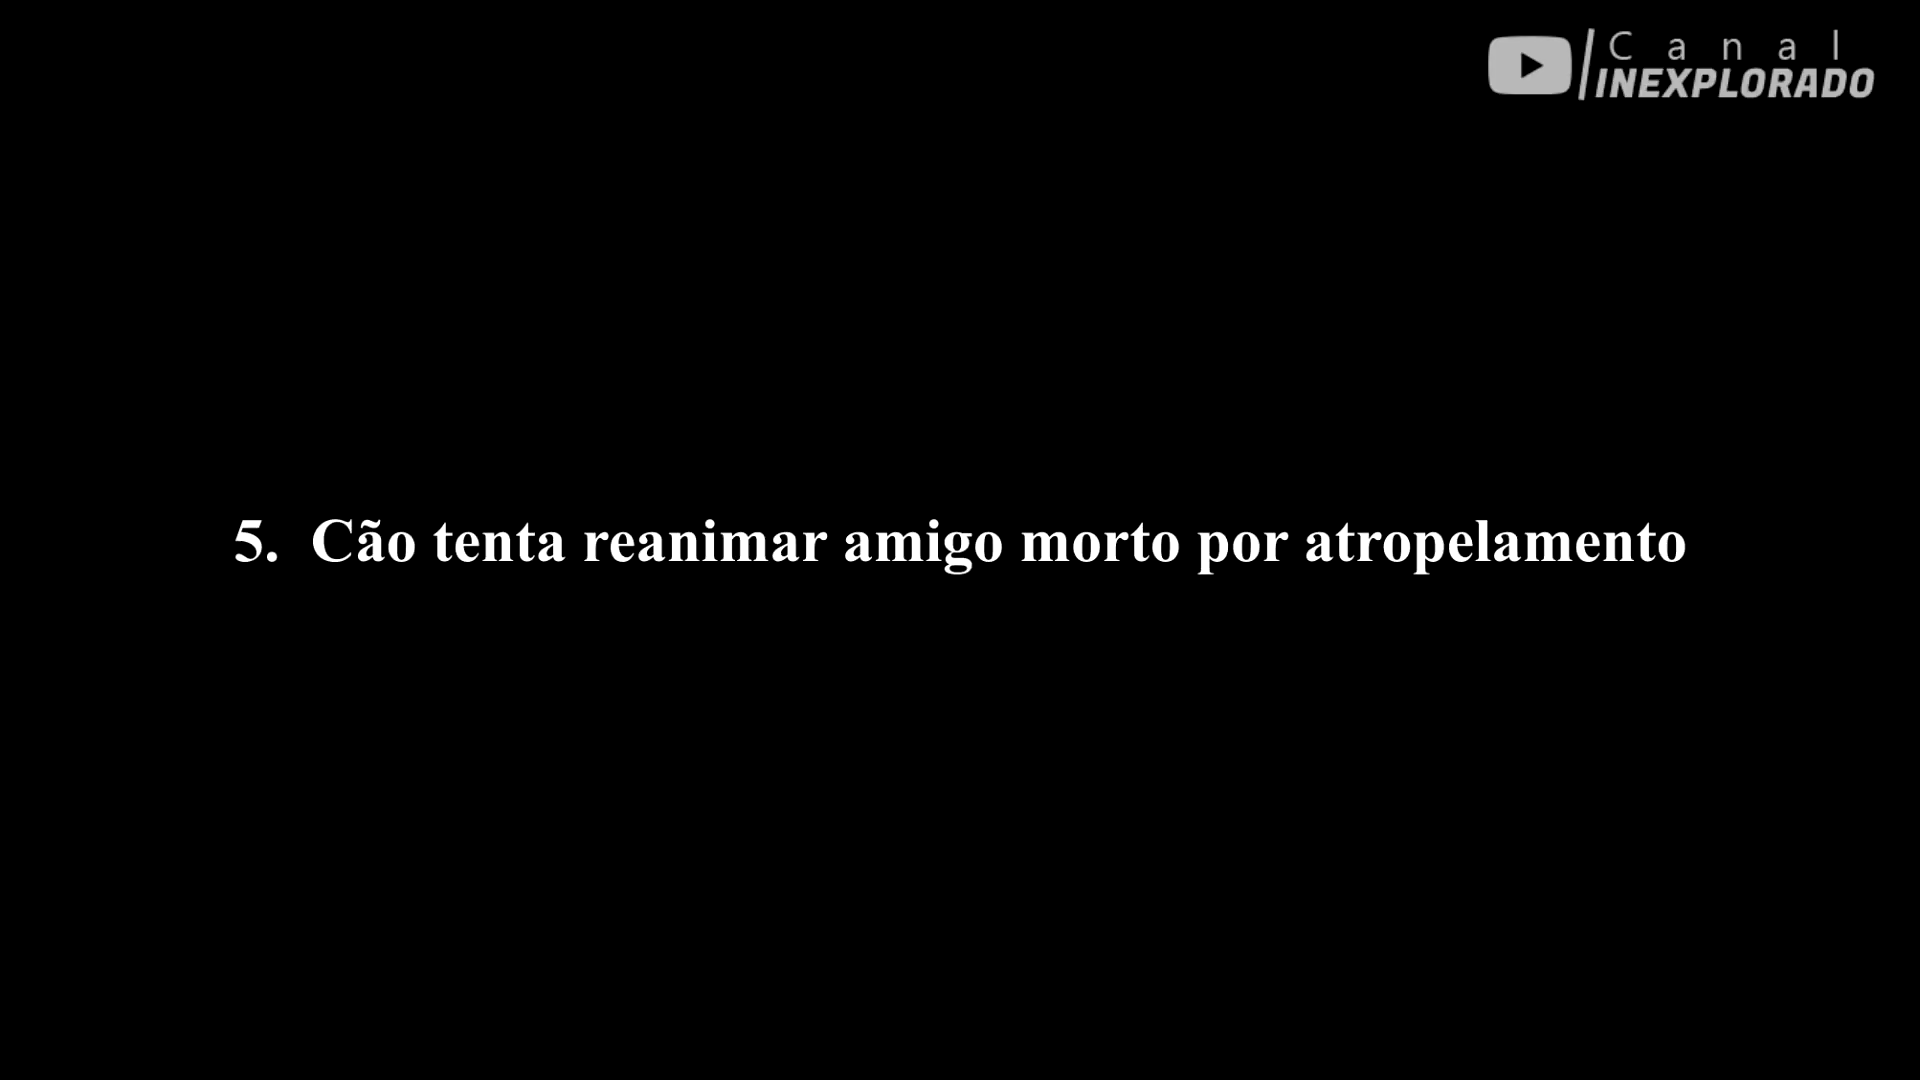 Canal
INEXPLORADO
5. Cão tenta reanimar amigo morto por atropelamento